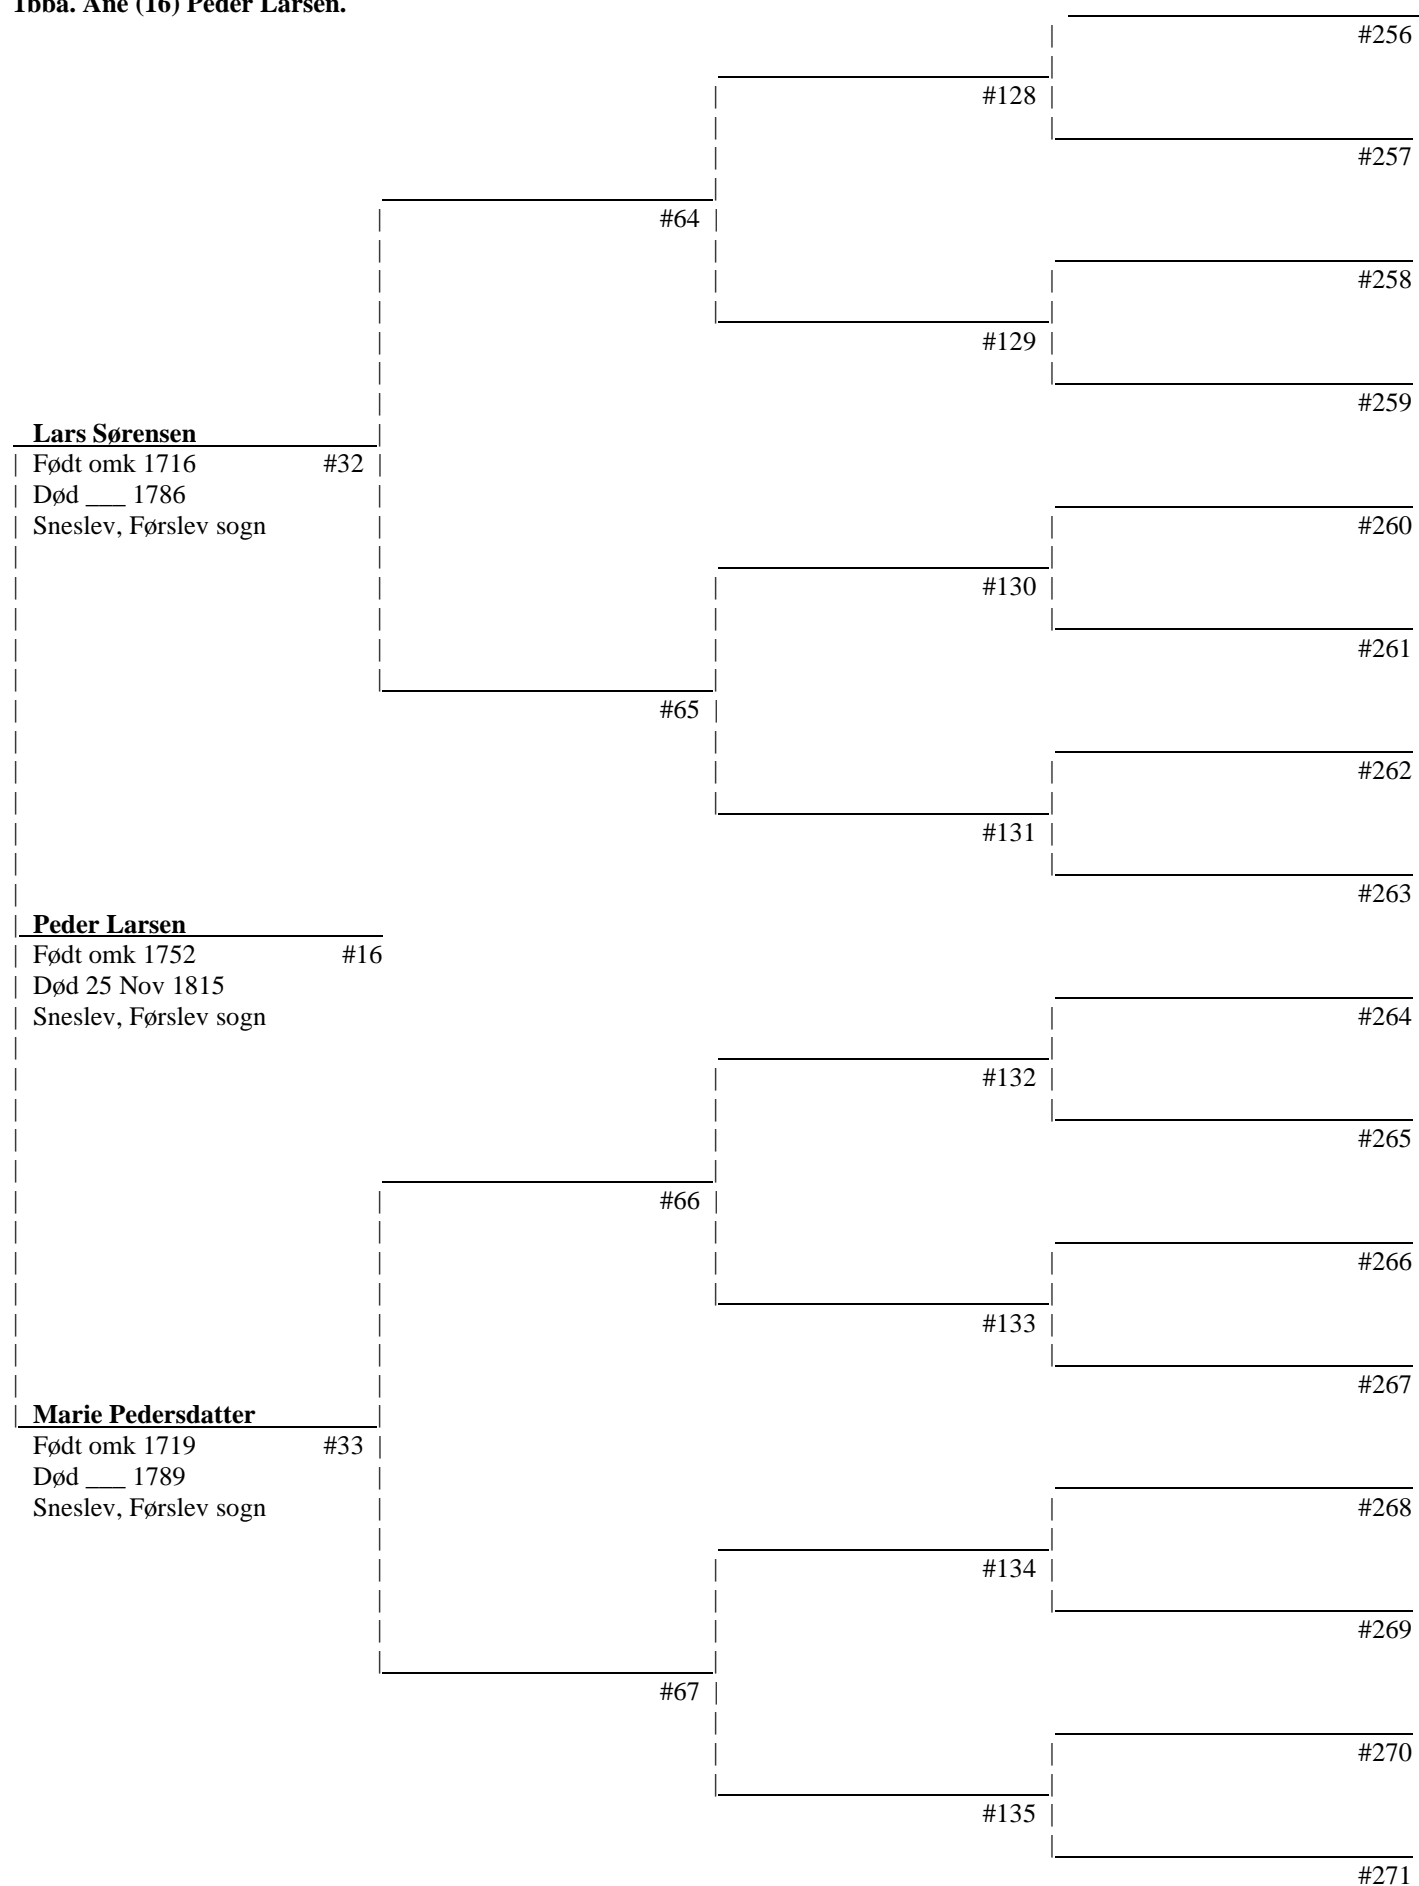 1bba. Ane (16) Peder Larsen.
#256
#128
#257
#64
#258
#129
#259
Lars Sørensen
Født omk 1716 #32
Død ___ 1786
Sneslev, Førslev sogn
#260
#130
#261
#65
#262
#131
#263
Peder Larsen
Født omk 1752 #16
Død 25 Nov 1815
Sneslev, Førslev sogn
#264
#132
#265
#66
#266
#133
#267
Marie Pedersdatter
Født omk 1719 #33
Død ___ 1789
Sneslev, Førslev sogn
#268
#134
#269
#67
#270
#135
#271